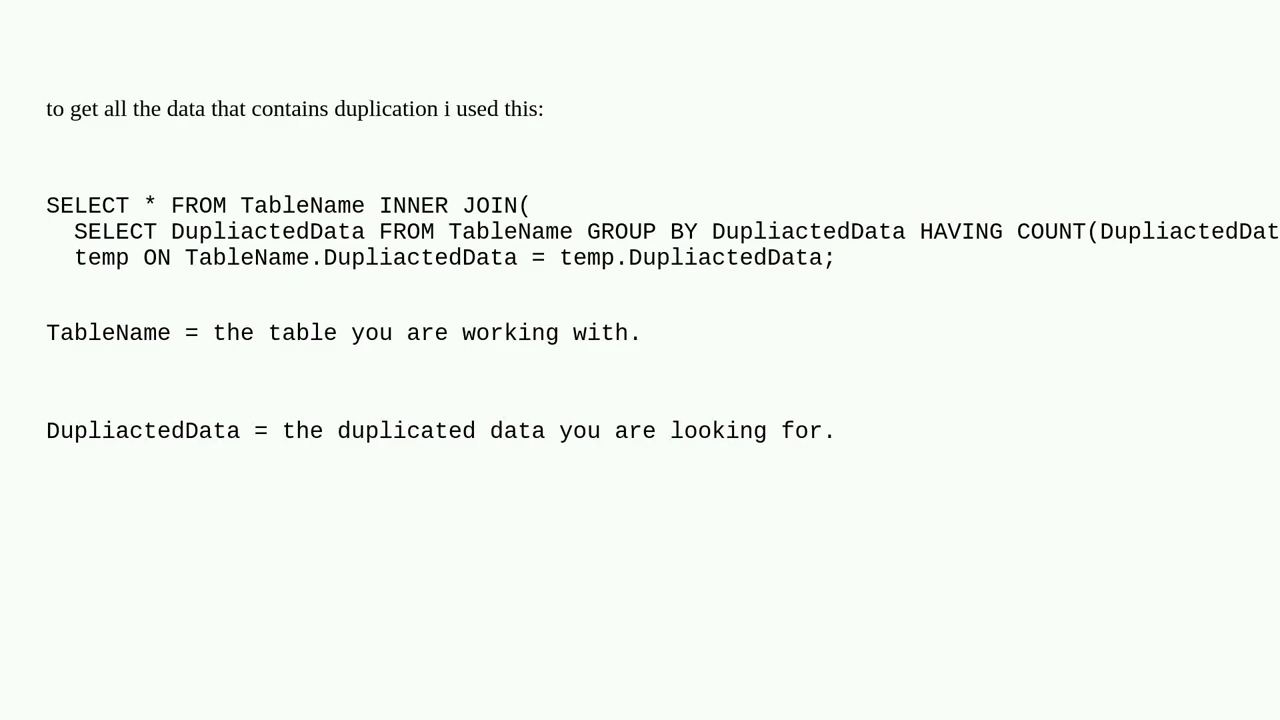 to get all the data that contains duplication i used this:
SELECT * FROM TableName INNER JOIN(
SELECT DupliactedData FROM TableName GROUP BY DupliactedData HAVING COUNT(DupliactedDat
temp ON TableName.DupliactedData = temp.DupliactedData;
TableName = the table you are working with.
DupliactedData = the duplicated data you are looking for.